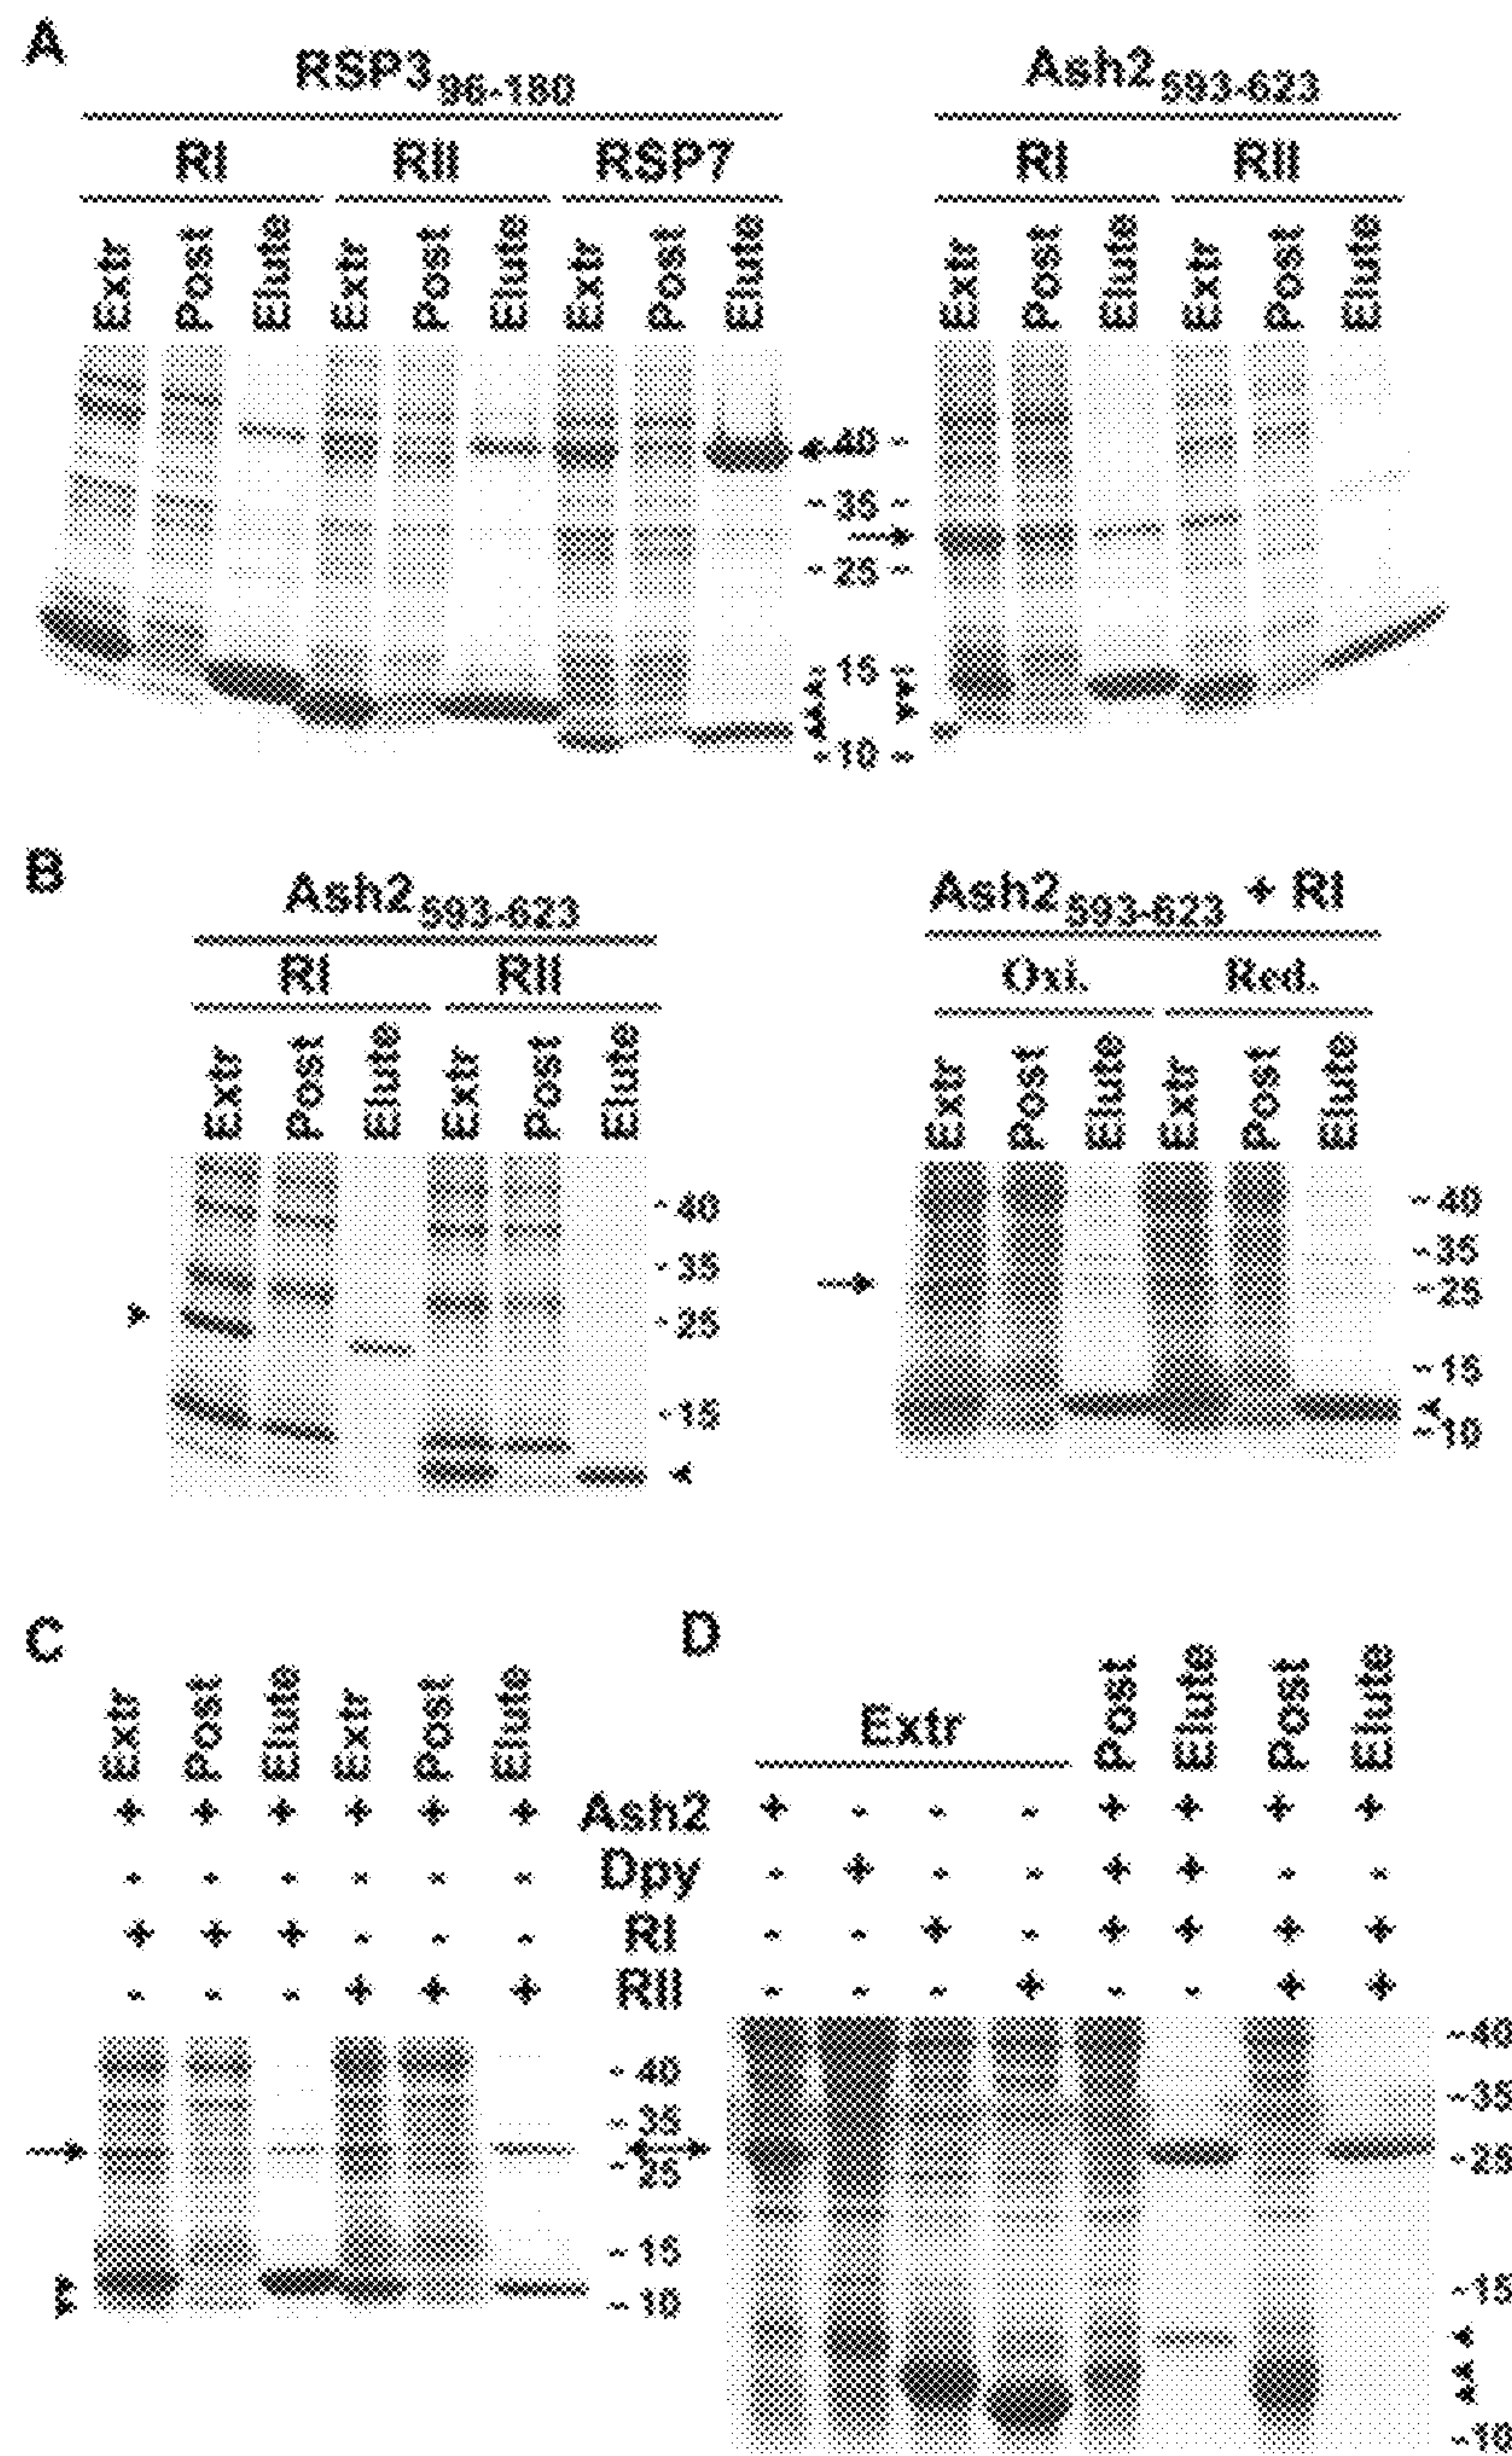 A
RSP3 96-180 Ash2 593-623
RI RII RSP7 RI RII
Extr Post Elute Extr Post Elute Extr Post Elute Extr Post Elute Extr Post Elute
40 -
- 35 -
- 25 -
- 15 -
- 10 -
B
Ash2 593-623 Ash2 593-623 + RI
RI RII Oxi. Red.
Extr Post Elute Extr Post Elute Extr Post Elute Extr Post Elute
- 40 - 40
- 35 - 35
- 25 - 25
- 15 - 15
- 10
C D
Extr Post Elute Extr Post Elute Extr Post Elute Post Elute
+ + + + + + Ash2 + - - - + + + +
- - - - - - Dpy - + - - + + - -
+ + + - - - RI - - + - + + + +
- - - + + + RII - - - + - - + +
- 40 - 40
- 35 - 35
- 25 - 25
- 15 - 15
- 10 - 10